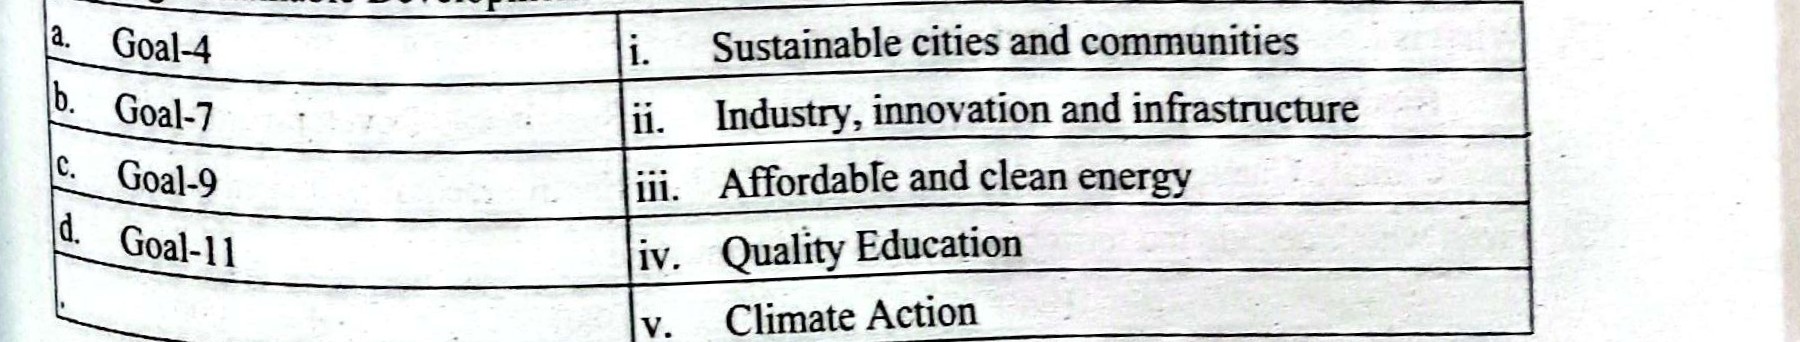 a. Goal-4 i. Sustainable cities and communities
b. Goal-7 ii. Industry, innovation and infrastructure
c. Goal-9 iii. Affordable and clean energy
d. Goal-11 iv. Quality Education
v. Climate Action